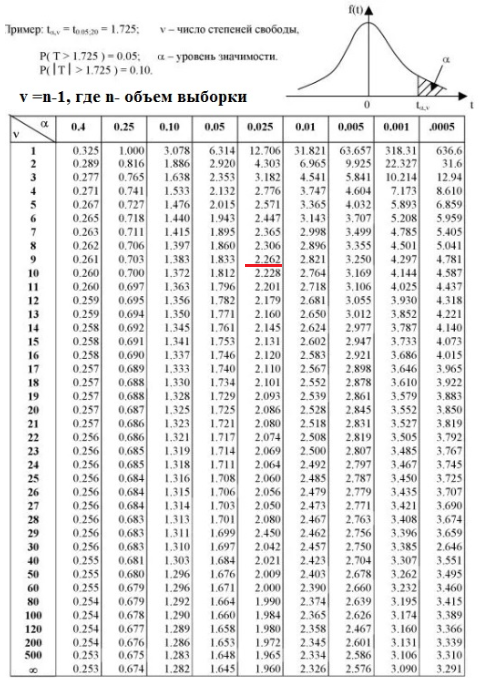 Пример: tα,ν = t0.05;20 = 1.725; ν – число степеней свободы,
P( T > 1.725 ) = 0.05; α – уровень значимости.
P(│T│ > 1.725 ) = 0.10.
f(t)
α
0 tα,ν t
ν =n-1, где n- объем выборки
α ν 0.4 0.25 0.10 0.05 0.025 0.01 0.005 0.001 .0005
1 0.325 1.000 3.078 6.314 12.706 31.821 63.657 318.31 636.6
2 0.289 0.816 1.886 2.920 4.303 6.965 9.925 22.327 31.6
3 0.277 0.765 1.638 2.353 3.182 4.541 5.841 10.214 12.94
4 0.271 0.741 1.533 2.132 2.776 3.747 4.604 7.173 8.610
5 0.267 0.727 1.476 2.015 2.571 3.365 4.032 5.893 6.859
6 0.265 0.718 1.440 1.943 2.447 3.143 3.707 5.208 5.959
7 0.263 0.711 1.415 1.895 2.365 2.998 3.499 4.785 5.405
8 0.262 0.706 1.397 1.860 2.306 2.896 3.355 4.501 5.041
9 0.261 0.703 1.383 1.833 2.262 2.821 3.250 4.297 4.781
10 0.260 0.700 1.372 1.812 2.228 2.764 3.169 4.144 4.587
11 0.260 0.697 1.363 1.796 2.201 2.718 3.106 4.025 4.437
12 0.259 0.695 1.356 1.782 2.179 2.681 3.055 3.930 4.318
13 0.259 0.694 1.350 1.771 2.160 2.650 3.012 3.852 4.221
14 0.258 0.692 1.345 1.761 2.145 2.624 2.977 3.787 4.140
15 0.258 0.691 1.341 1.753 2.131 2.602 2.947 3.733 4.073
16 0.258 0.690 1.337 1.746 2.120 2.583 2.921 3.686 4.015
17 0.257 0.689 1.333 1.740 2.110 2.567 2.898 3.646 3.965
18 0.257 0.688 1.330 1.734 2.101 2.552 2.878 3.610 3.922
19 0.257 0.688 1.328 1.729 2.093 2.539 2.861 3.579 3.883
20 0.257 0.687 1.325 1.725 2.086 2.528 2.845 3.552 3.850
21 0.257 0.686 1.323 1.721 2.080 2.518 2.831 3.527 3.819
22 0.256 0.686 1.321 1.717 2.074 2.508 2.819 3.505 3.792
23 0.256 0.685 1.319 1.714 2.069 2.500 2.807 3.485 3.767
24 0.256 0.685 1.318 1.711 2.064 2.492 2.797 3.467 3.745
25 0.256 0.684 1.316 1.708 2.060 2.485 2.787 3.450 3.725
26 0.256 0.684 1.315 1.706 2.056 2.479 2.779 3.435 3.707
27 0.256 0.684 1.314 1.703 2.050 2.473 2.771 3.421 3.690
28 0.256 0.683 1.313 1.701 2.080 2.467 2.763 3.408 3.674
29 0.256 0.683 1.311 1.699 2.450 2.462 2.756 3.396 3.659
30 0.256 0.683 1.310 1.697 2.042 2.457 2.750 3.385 2.646
40 0.255 0.681 1.303 1.684 2.021 2.423 2.704 3.307 3.551
50 0.255 0.680 1.296 1.676 2.009 2.403 2.678 3.262 3.495
60 0.255 0.679 1.296 1.671 2.000 2.390 2.660 3.232 3.460
80 0.254 0.679 1.292 1.664 1.990 2.374 2.639 3.195 3.415
100 0.254 0.678 1.290 1.660 1.984 2.365 2.626 3.174 3.389
120 0.254 0.677 1.289 1.658 1.980 2.358 2.467 3.160 3.366
200 0.254 0.676 1.286 1.653 1.972 2.345 2.601 3.131 3.339
500 0.253 0.675 1.283 1.648 1.965 2.334 2.586 3.106 3.310
∞ 0.253 0.674 1.282 1.645 1.960 2.326 2.576 3.090 3.291